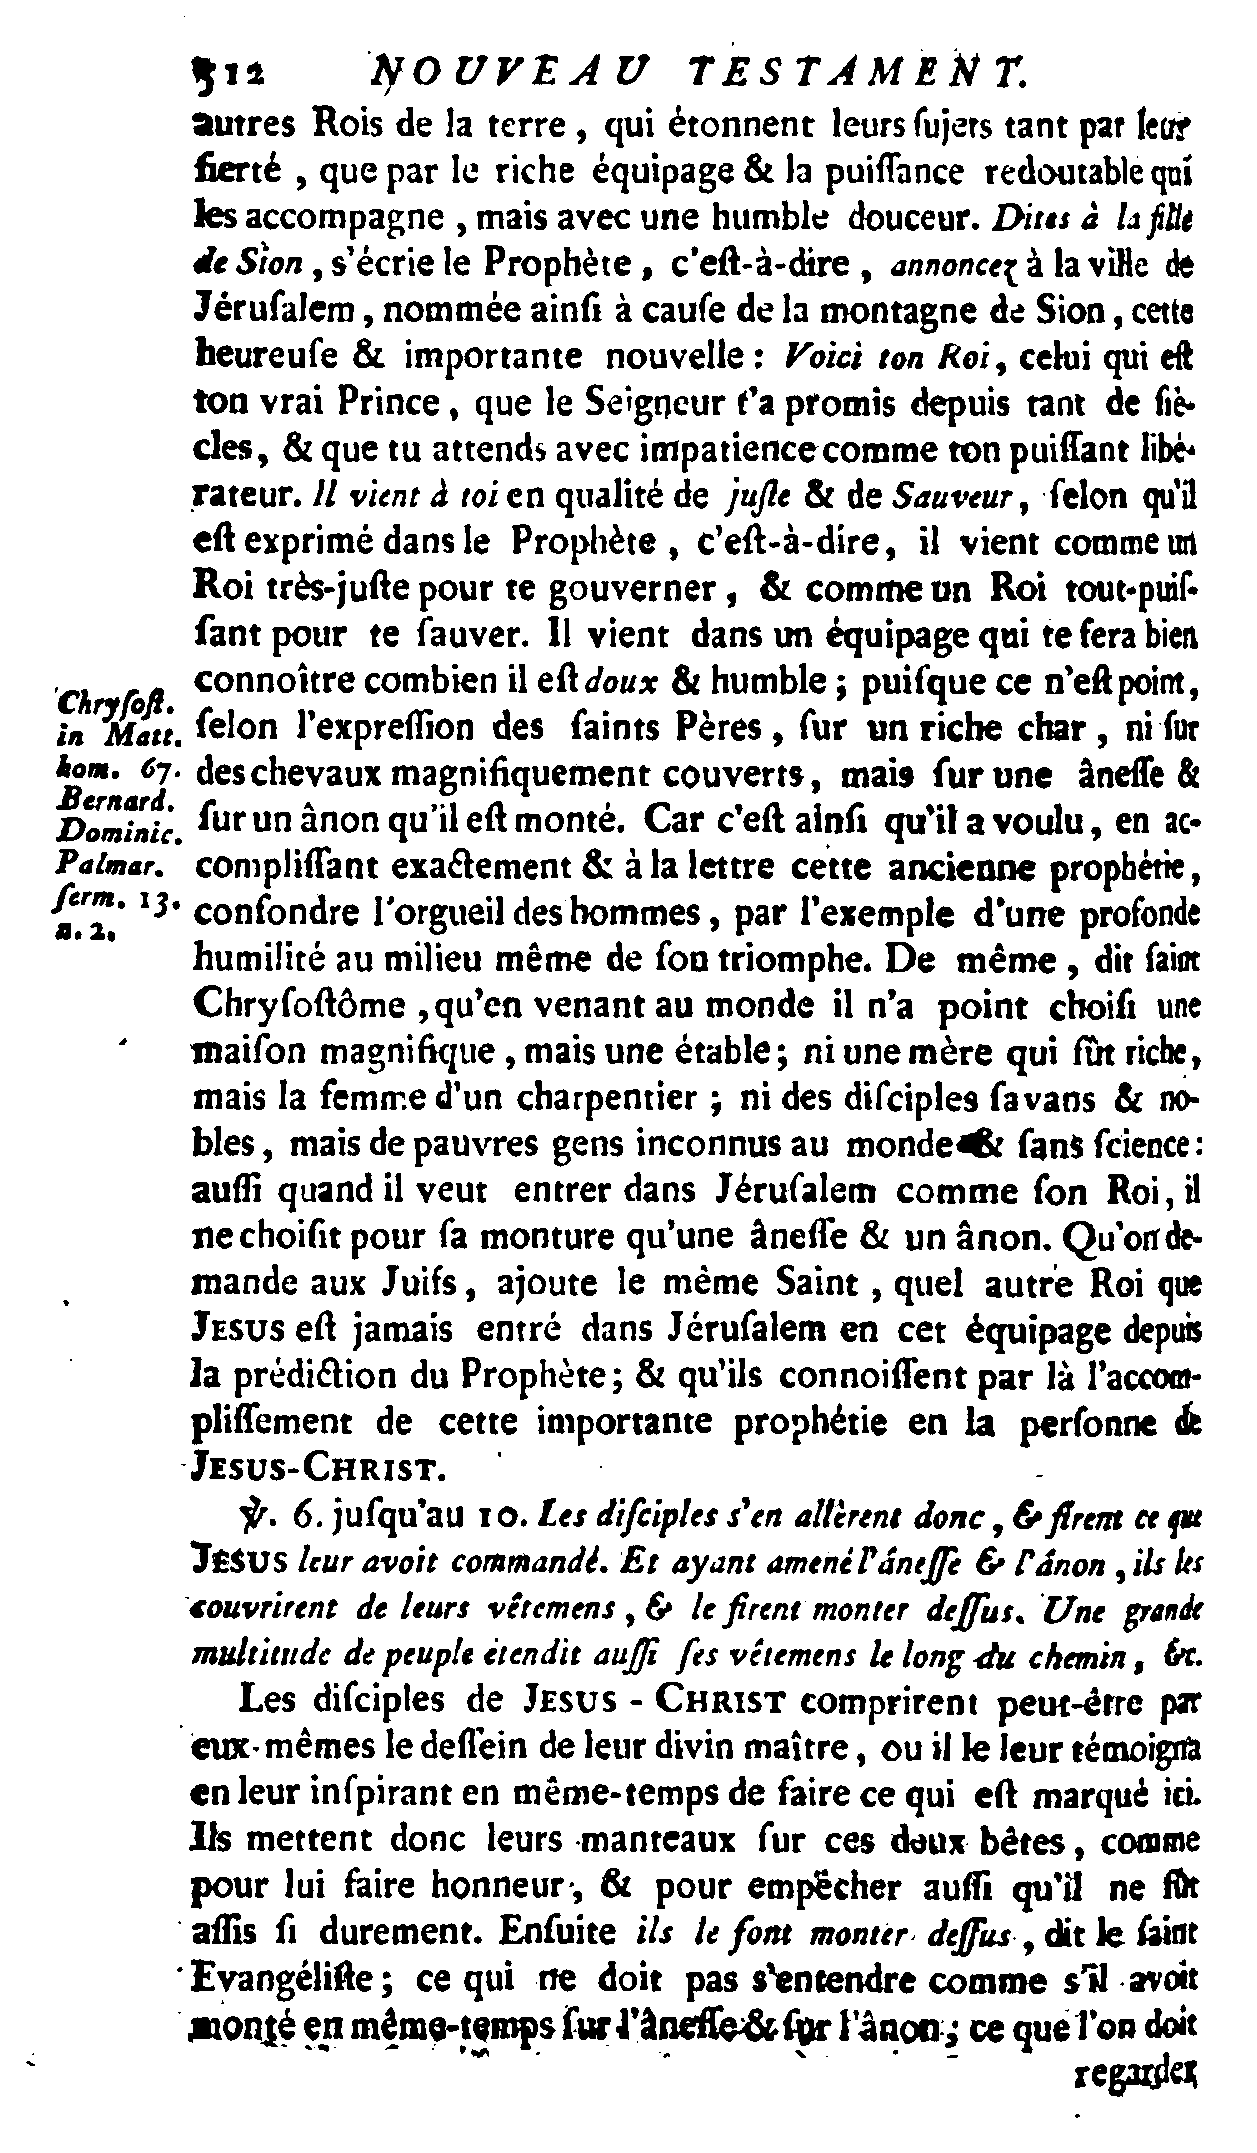 512 NOUVEAU TESTAMENT.
autres Rois de la terre, qui étonnent leurs ſujets tant par leur
fierté, que par le riche équipage & la puiſſance redoutable qui
les accompagne, mais avec une humble douceur. Dites à la fille
de Sion, s'écrie le Prophète, c'eſt-à-dire, annoncez à la ville de
Jéruſalem, nommée ainſi à cauſe de la montagne de Sion, cette
heureuſe & importante nouvelle : Voici ton Roi, celui qui eſt
ton vrai Prince, que le Seigneur t'a promis depuis tant de ſiè-
cles, & que tu attends avec impatience comme ton puiſſant libé-
rateur. Il vient à toi en qualité de juſte & de Sauveur, ſelon qu'il
eſt exprimé dans le Prophète, c'eſt-à-dire, il vient comme un
Roi très-juſte pour te gouverner, & comme un Roi tout-puiſ-
ſant pour te ſauver. Il vient dans un équipage qui te fera bien
connoître combien il eſt doux & humble ; puiſque ce n'eſt point,
ſelon l'expreſſion des ſaints Pères, ſur un riche char, ni ſur
des chevaux magnifiquement couverts, mais ſur une âneſſe &
ſur un ânon qu'il eſt monté. Car c'eſt ainſi qu'il a voulu, en ac-
compliſſant exactement & à la lettre cette ancienne prophétie,
confondre l'orgueil des hommes, par l'exemple d'une profonde
humilité au milieu même de ſon triomphe. De même, dit ſaint
Chryſoſtôme, qu'en venant au monde il n'a point choiſi une
maiſon magnifique, mais une étable ; ni une mère qui fût riche,
mais la femme d'un charpentier ; ni des diſciples ſavans & no-
bles, mais de pauvres gens inconnus au monde & ſans ſcience :
auſſi quand il veut entrer dans Jéruſalem comme ſon Roi, il
ne choiſit pour ſa monture qu'une âneſſe & un ânon. Qu'on de-
mande aux Juifs, ajoute le même Saint, quel autre Roi que
JESUS eſt jamais entré dans Jéruſalem en cet équipage depuis
la prédiction du Prophète ; & qu'ils connoiſſent par là l'accom-
pliſſement de cette importante prophétie en la perſonne de
JESUS-CHRIST.
℣. 6. juſqu'au 10. Les diſciples s'en allèrent donc, & firent ce que
JESUS leur avoit commandé. Et ayant amené l'âneſſe & l'ânon, ils les
couvrirent de leurs vêtemens, & le firent monter deſſus. Une grande
multitude de peuple étendit auſſi ſes vêtemens le long du chemin, &c.
Les diſciples de JESUS-CHRIST comprirent peut-être par
eux-mêmes le deſſein de leur divin maître, ou il le leur témoigna
en leur inſpirant en même-temps de faire ce qui eſt marqué ici.
Ils mettent donc leurs manteaux ſur ces deux bêtes, comme
pour lui faire honneur, & pour empêcher auſſi qu'il ne fût
aſſis ſi durement. Enſuite ils le font monter deſſus, dit le ſaint
Evangéliſte ; ce qui ne doit pas s'entendre comme s'il avoit
monté en même-temps ſur l'âneſſe & ſur l'ânon ; ce que l'on doit
regarder
Chryſoſt.
in Matt.
hom. 67.
Bernard.
Dominic.
Palmar.
ſerm. 13.
n. 2.